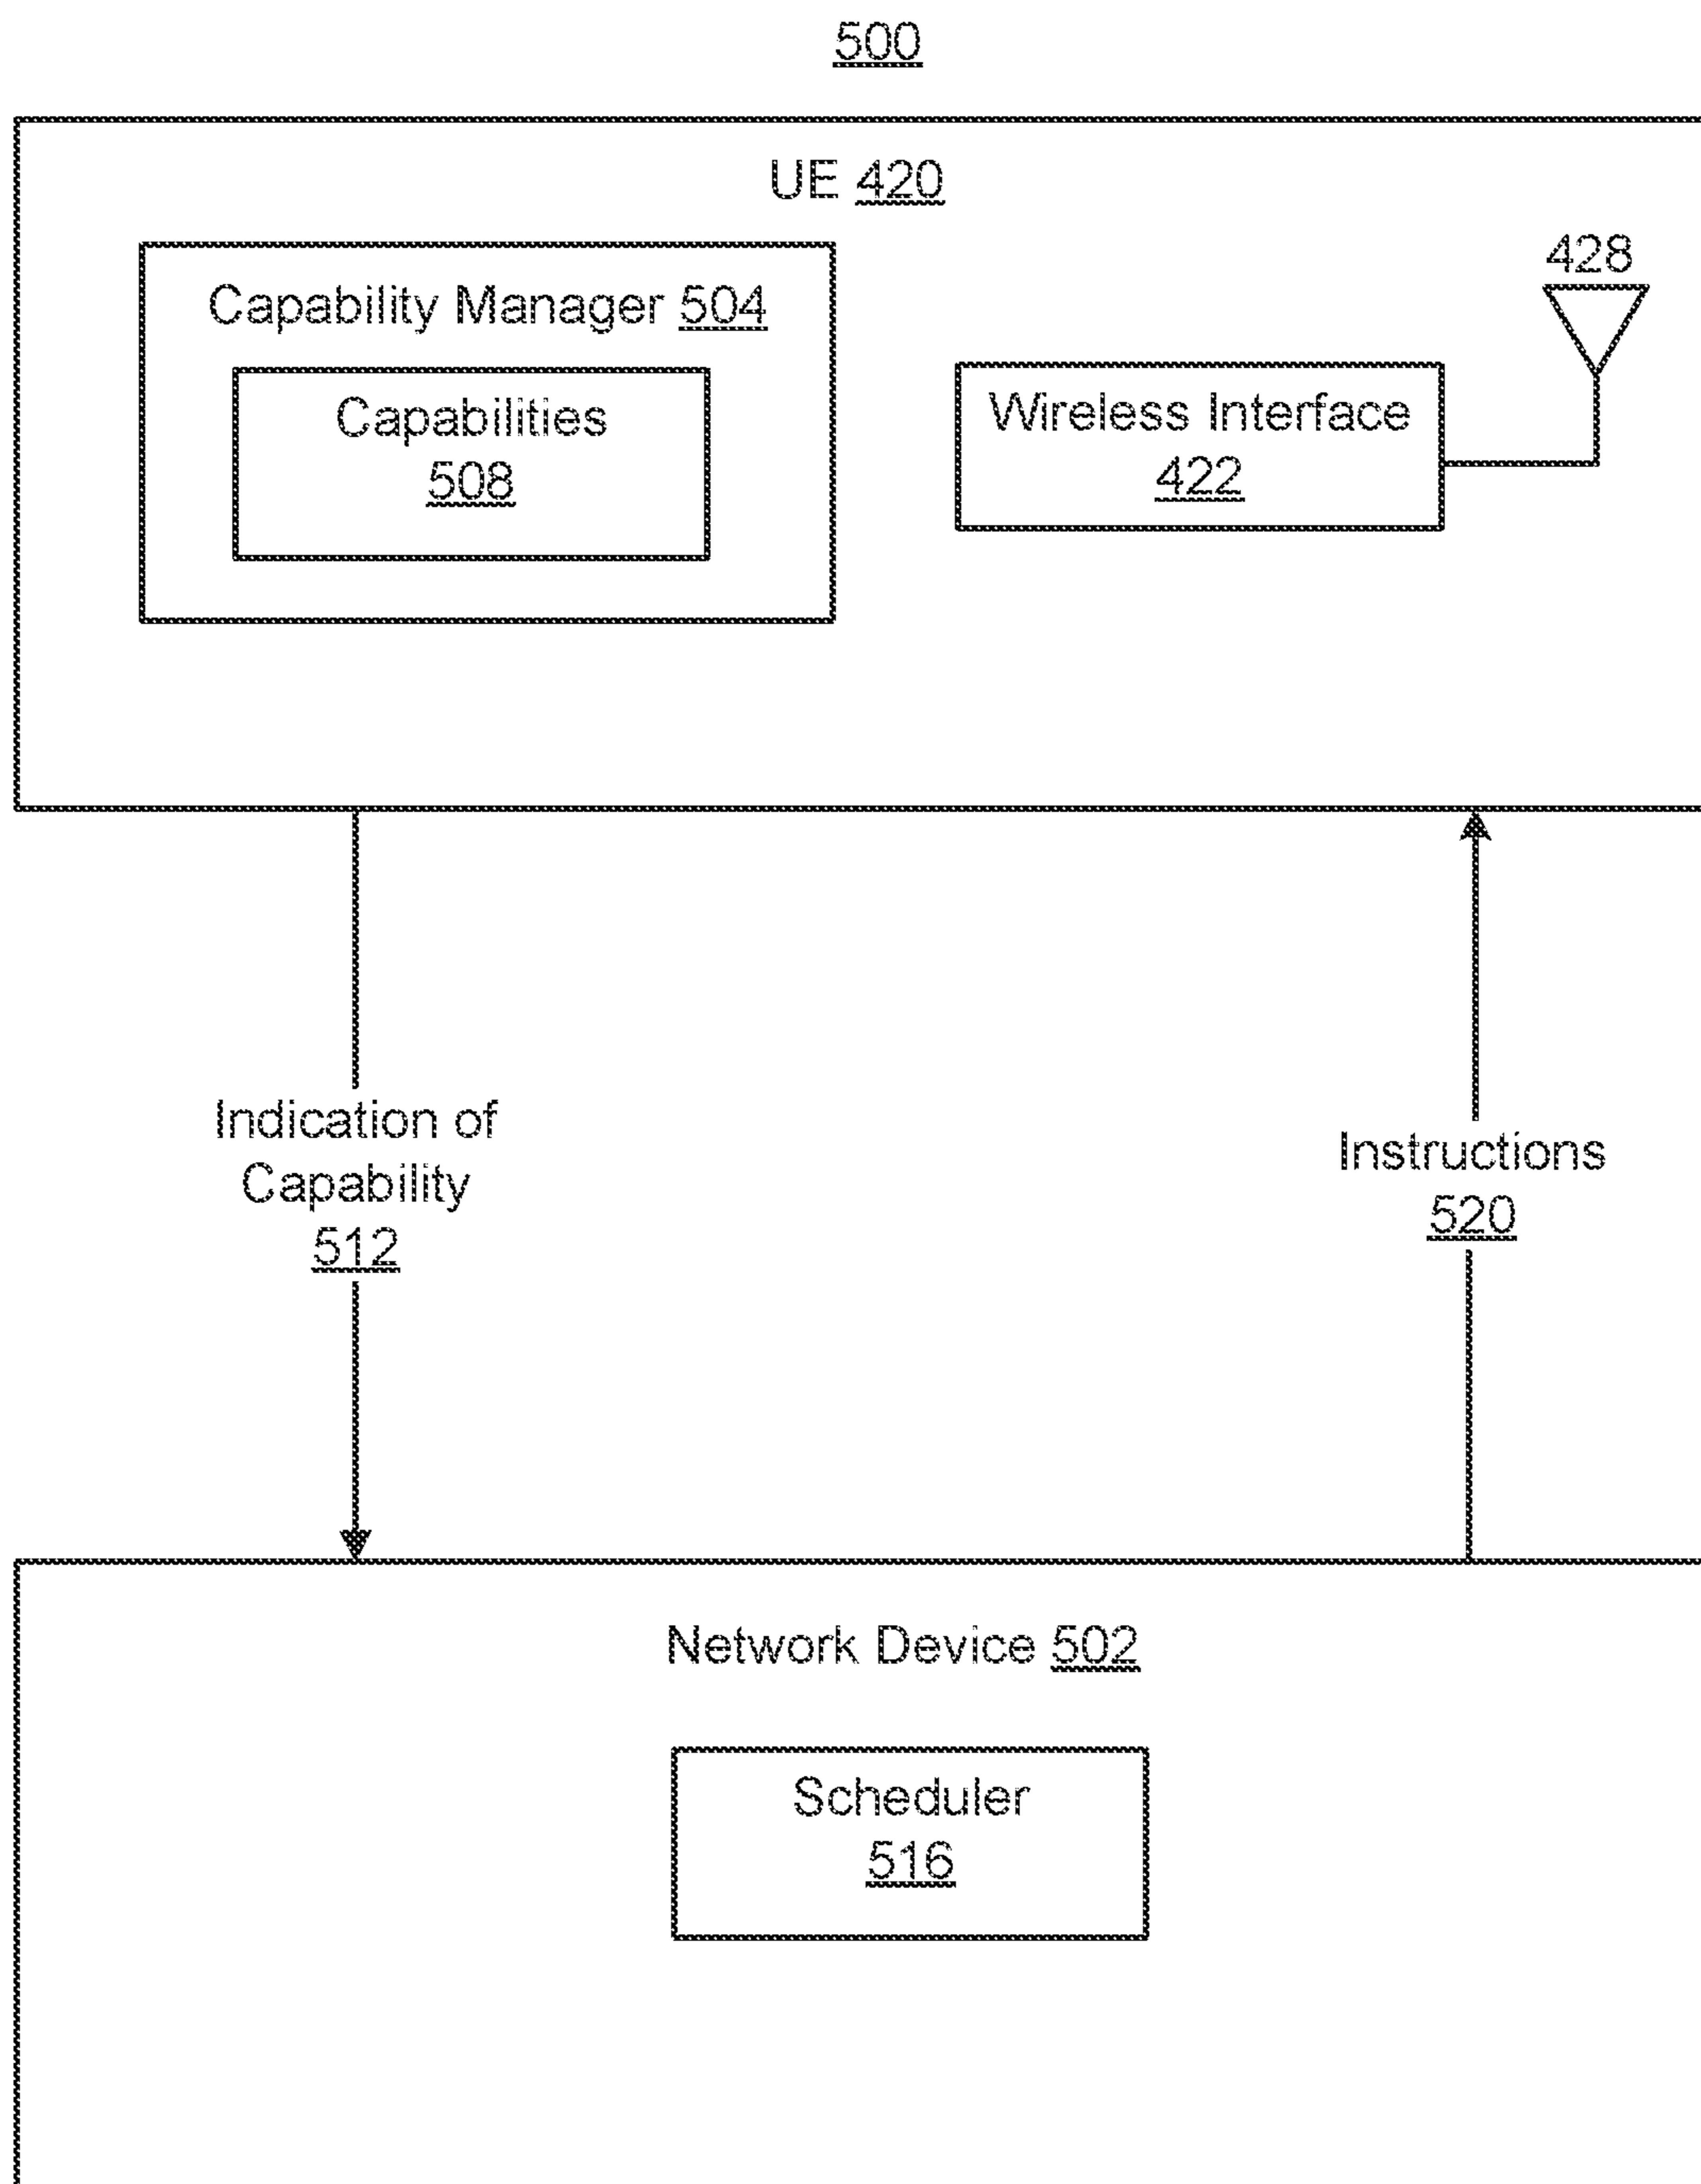 500
UE 420
Capability Manager 504
Capabilities
508
428
Wireless Interface
422
Indication of
Capability
512
Instructions
520
Network Device 502
Scheduler
516